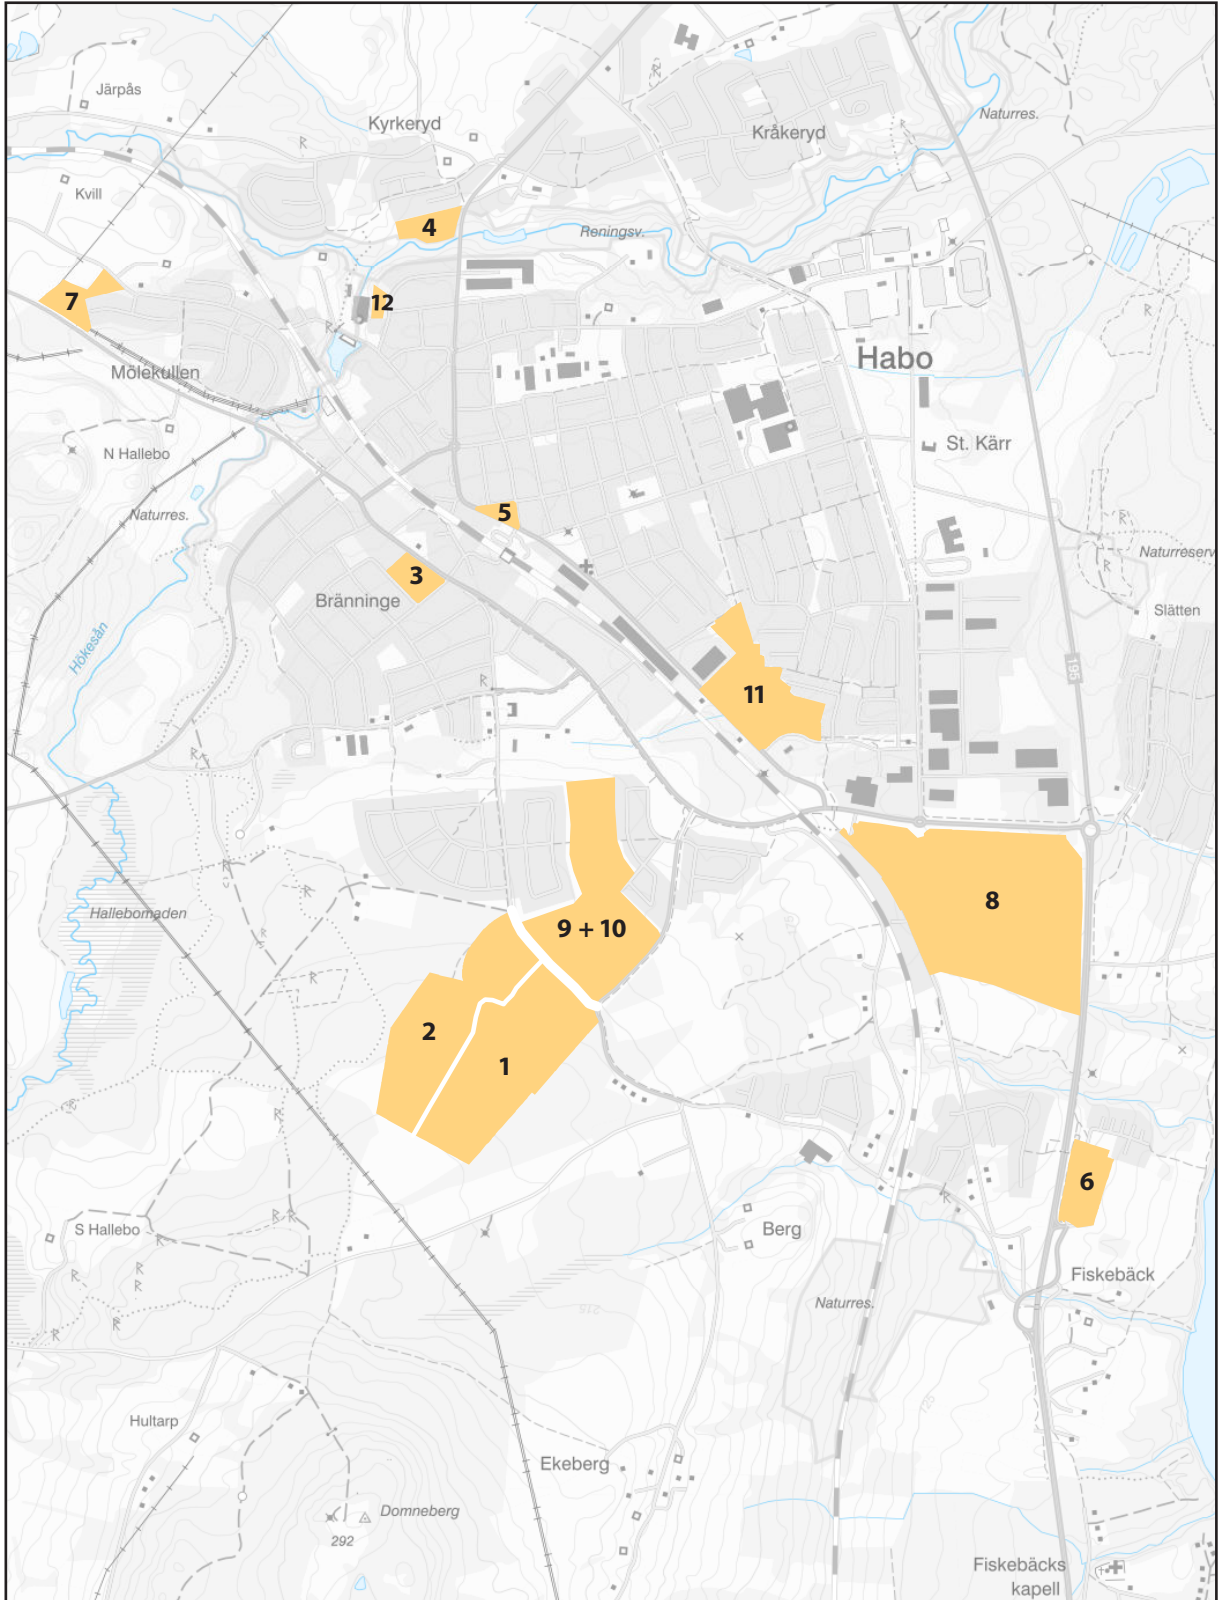 Järpås
Kyrkeryd
Kråkeryd
Naturres.
Kvill
4
Reningsv.
7
12
Habo
Mölekullen
St. Kärr
N Hallebo
Naturres.
5
Naturreserv
3
Bränninge
Slätten
Hökesån
195
11
8
Hallebomaden
9 + 10
2
1
6
S Hallebo
Berg
Fiskebäck
Naturres.
215
125
Hultarp
Ekeberg
Domneberg
292
Fiskebäcks
kapell